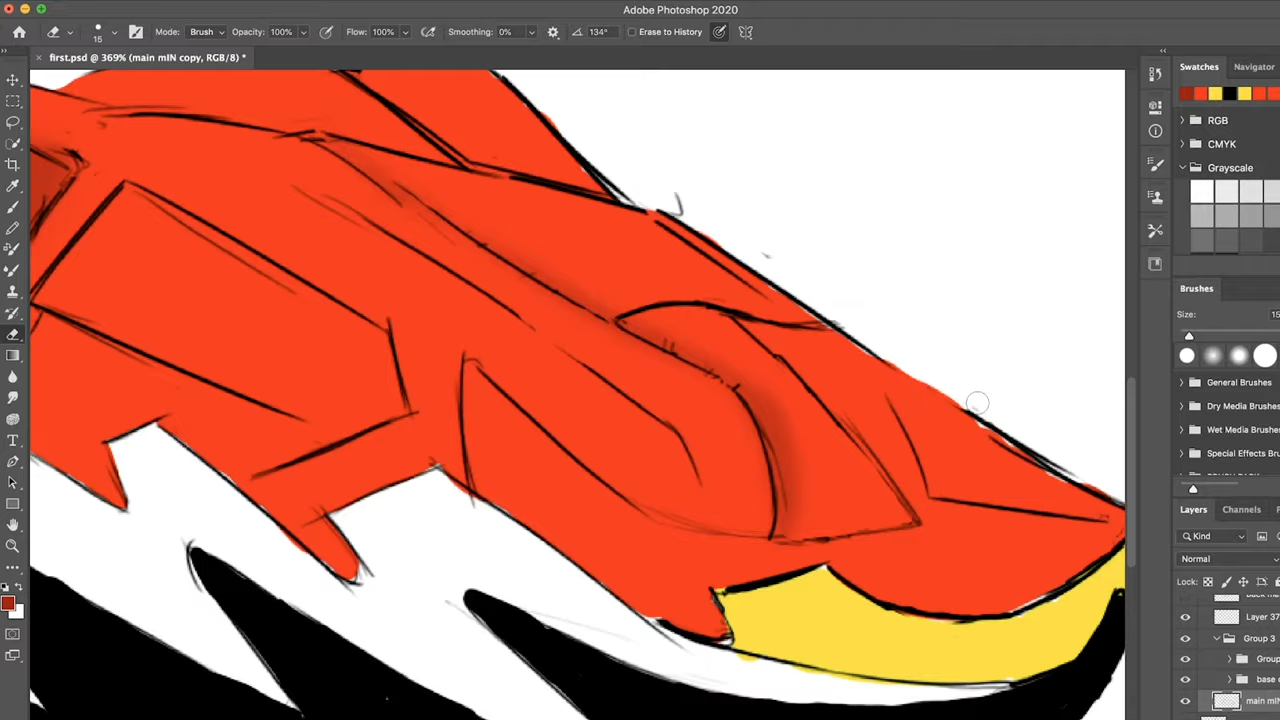 Adobe Photoshop 2020
15 Mode: Brush Opacity: 100% Flow: 100% Smoothing: 0% 134° Erase to History
× first.psd @ 369% (main mIN copy, RGB/8) *
Swatches Navigator
RGB
CMYK
Grayscale
Brushes
Size: 15
General Brushes
Dry Media Brushes
Wet Media Brushes
Special Effects Bru
Layers Channels
Kind
Normal
Lock:
Layer 37
Group 3
Group
base
main mIN